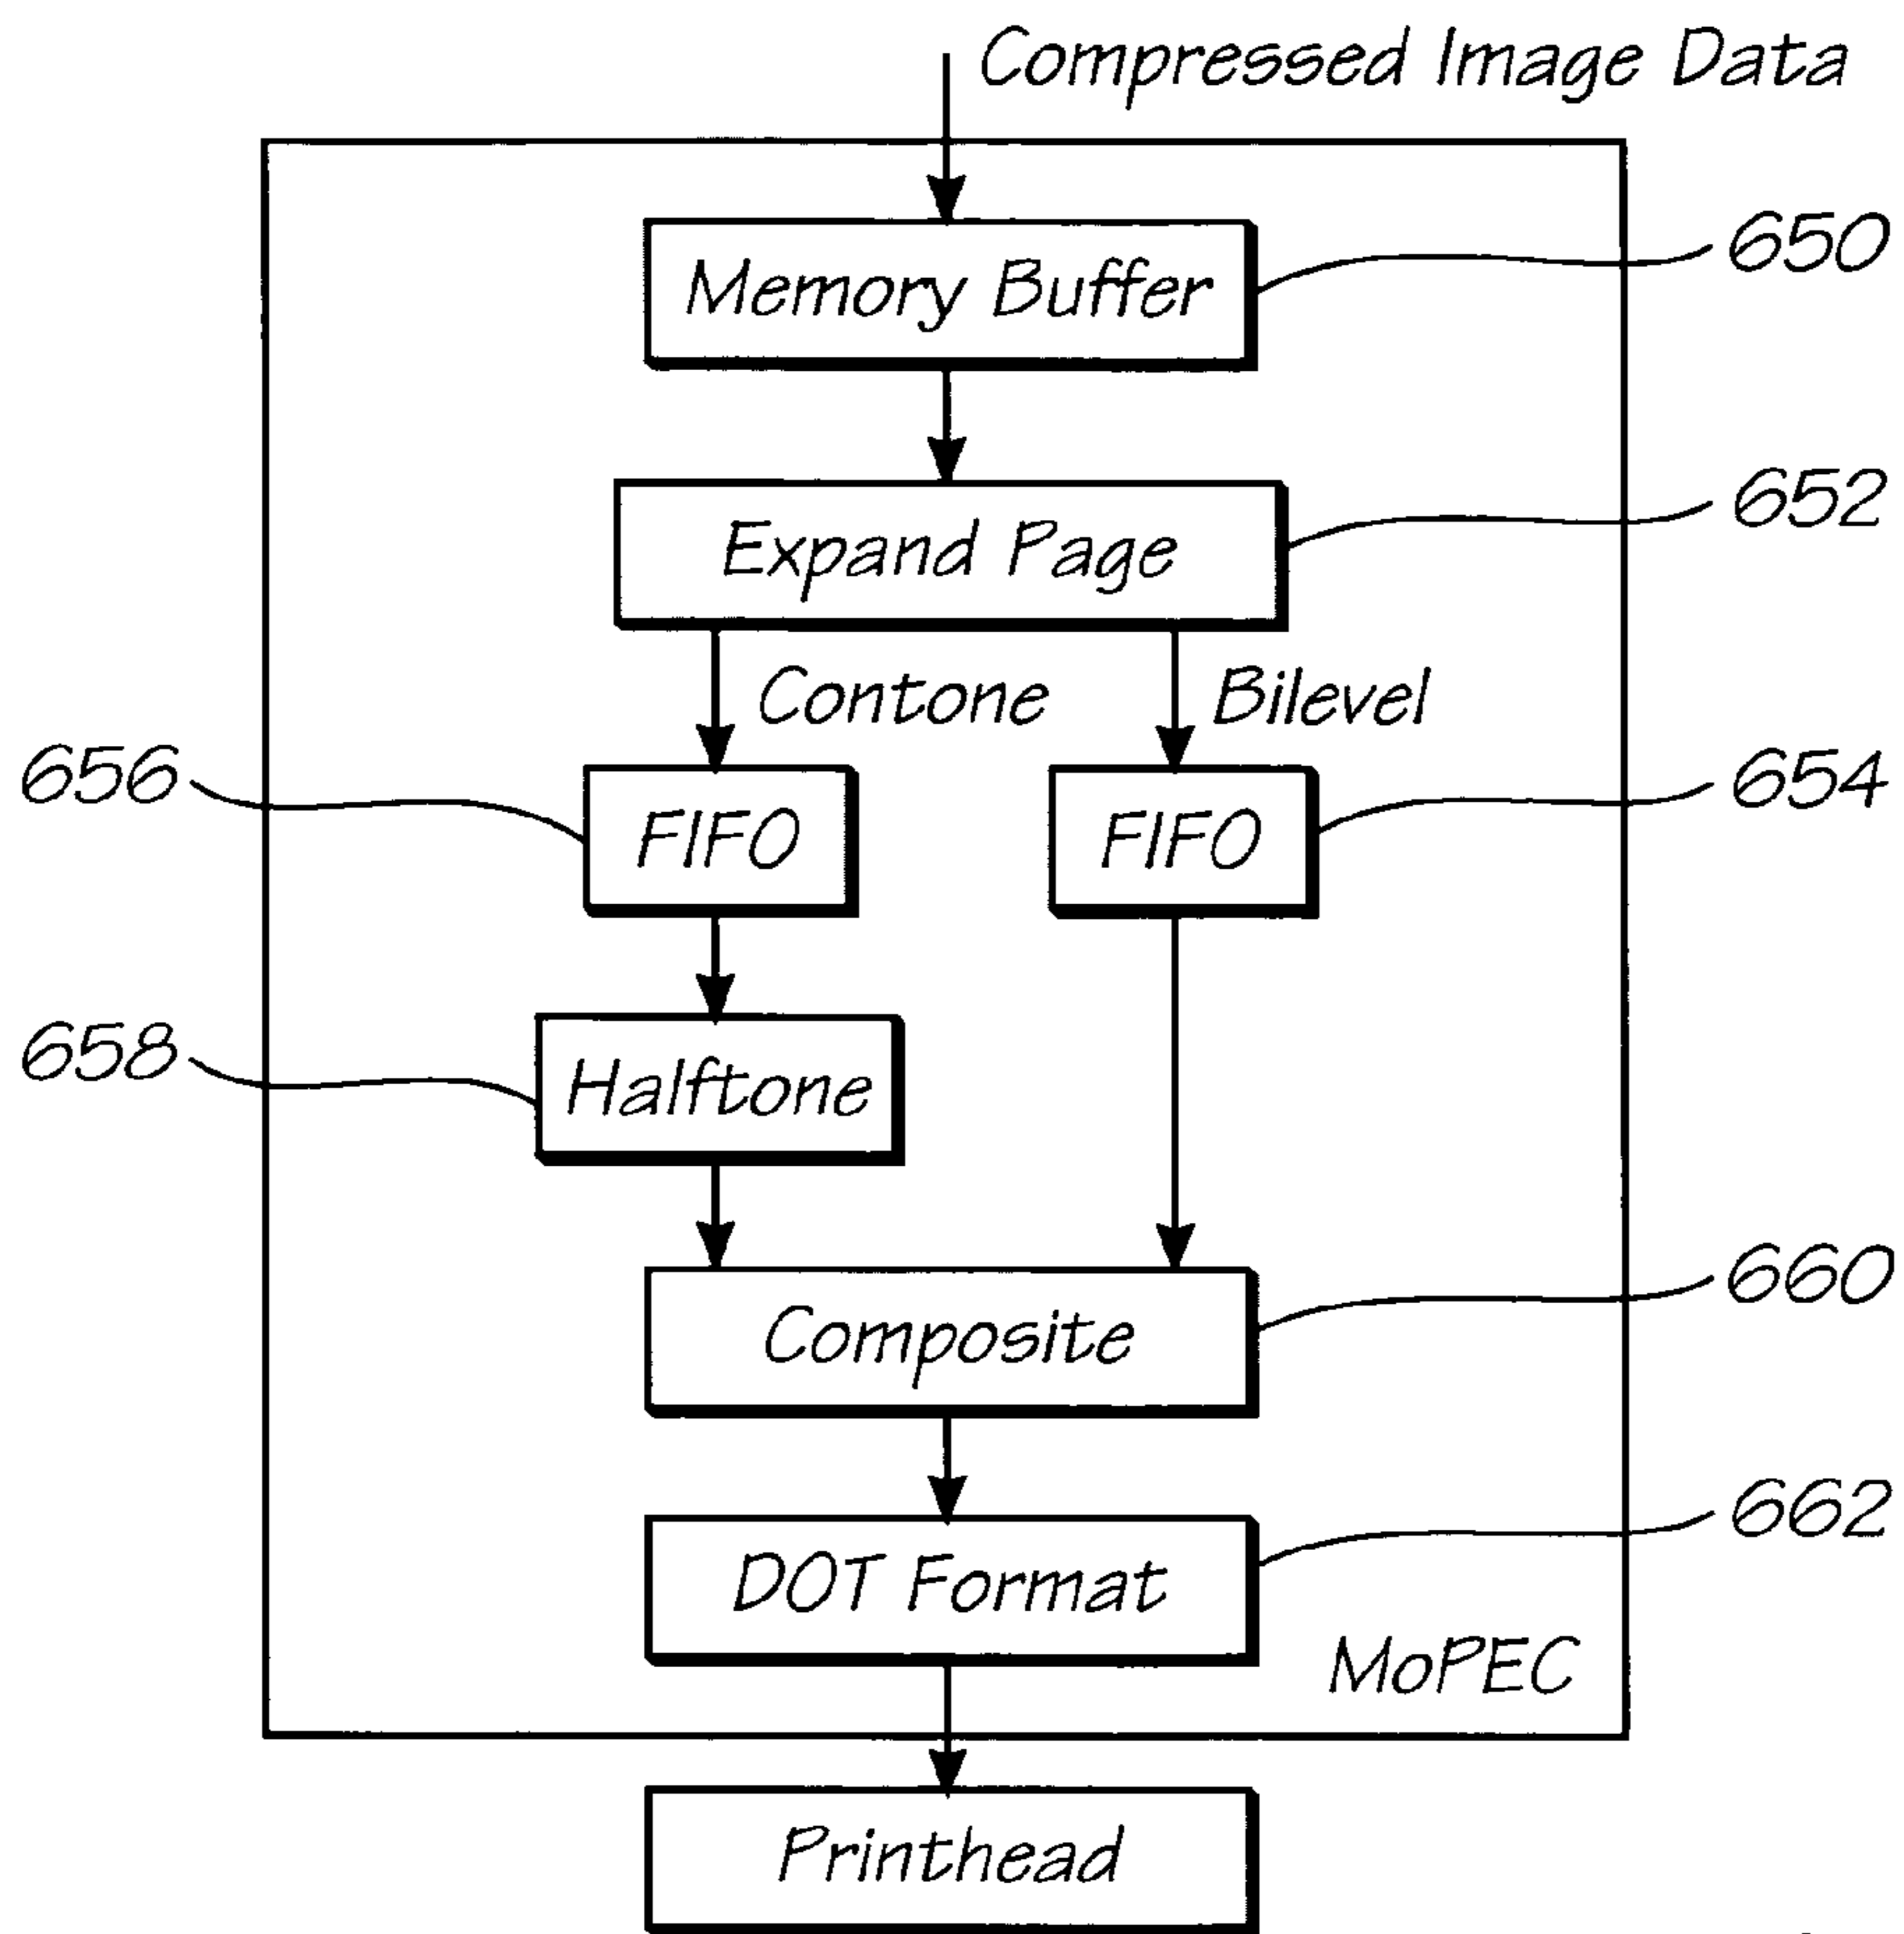 Compressed Image Data
Memory Buffer
650
Expand Page
652
Contone
Bilevel
656
FIFO
FIFO
654
658
Halftone
Composite
660
DOT Format
662
MoPEC
Printhead